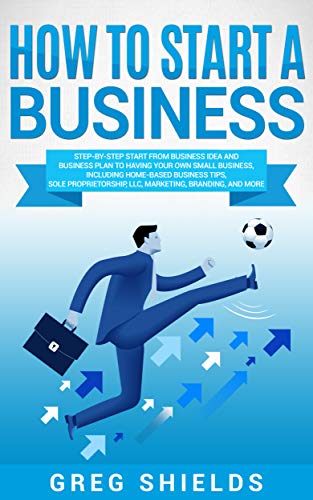 HOW TO START A
BUSINESS
STEP-BY-STEP START FROM BUSINESS IDEA AND
BUSINESS PLAN TO HAVING YOUR OWN SMALL BUSINESS,
INCLUDING HOME-BASED BUSINESS TIPS,
SOLE PROPRIETORSHIP, LLC, MARKETING, BRANDING, AND MORE
GREG SHIELDS